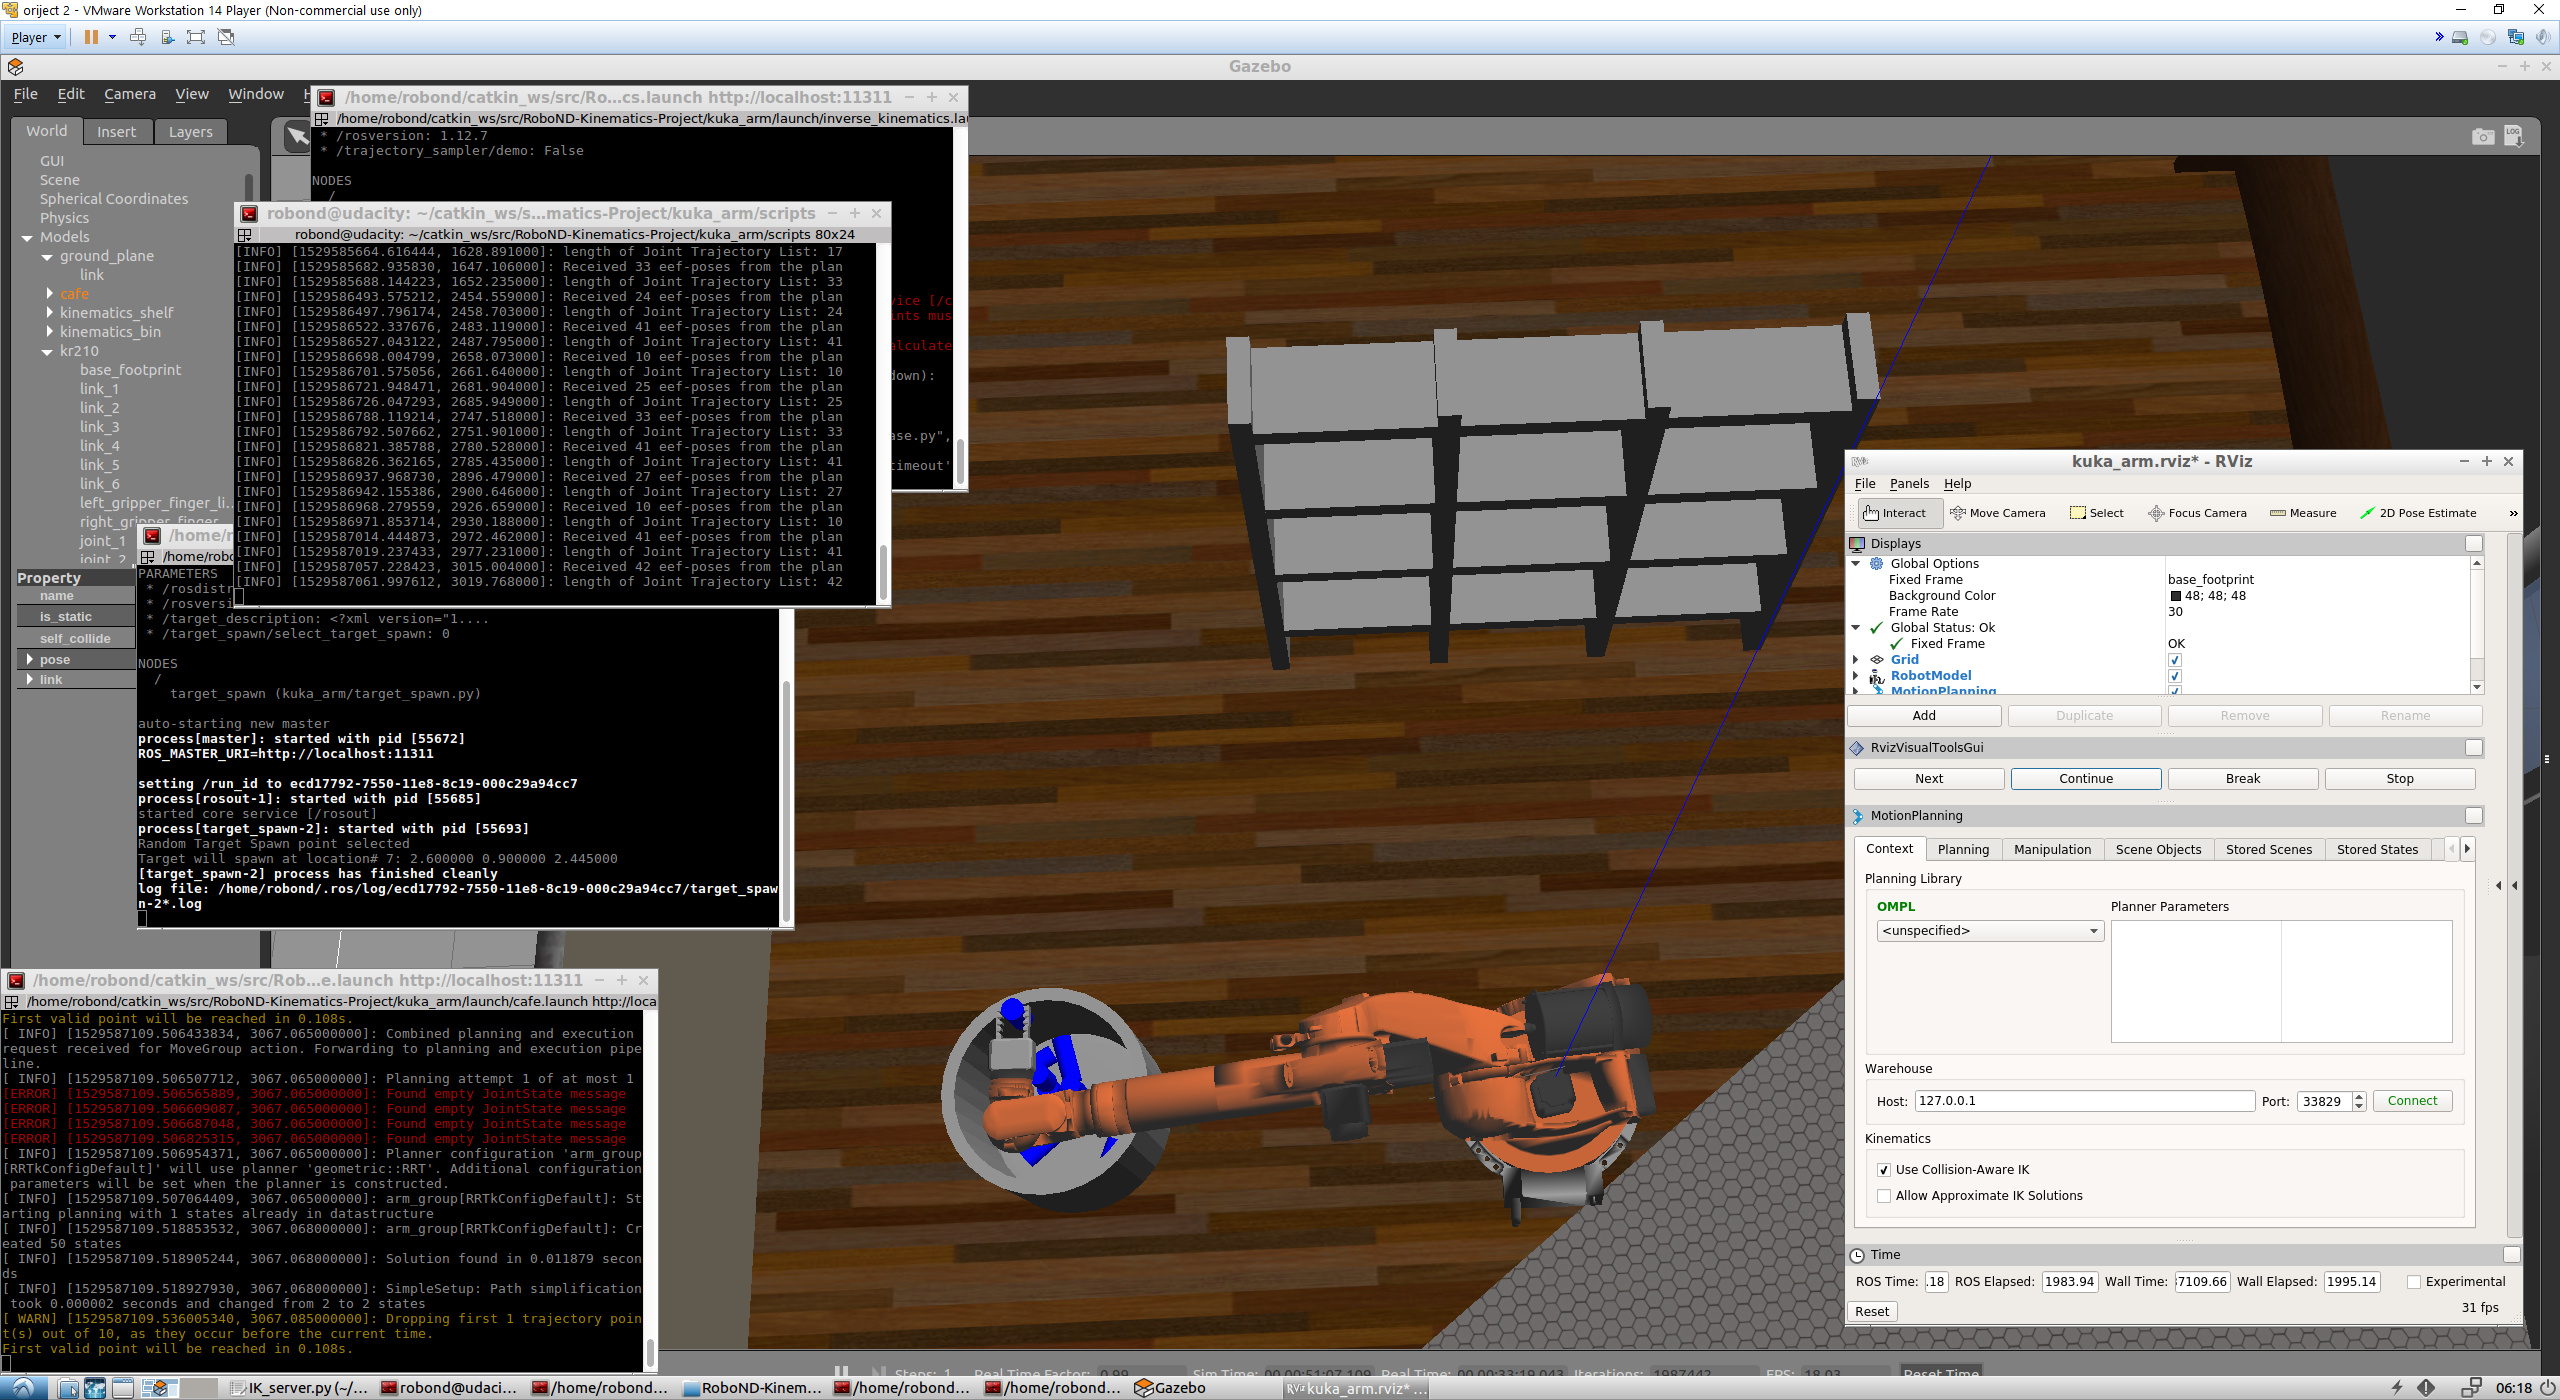 oriject 2 - VMware Workstation 14 Player (Non-commercial use only)
Player
Gazebo
File Edit Camera View Window H
World Insert Layers
GUI
Scene
Spherical Coordinates
Physics
Models
ground_plane
link
cafe
kinematics_shelf
kinematics_bin
kr210
base_footprint
link_1
link_2
link_3
link_4
link_5
link_6
left_gripper_finger_li...
right_gripper_finger
joint_1
joint_2
Property
name
is_static
self_collide
pose
link
/home/robond/catkin_ws/src/Ro...cs.launch http://localhost:11311
/home/robond/catkin_ws/src/RoboND-Kinematics-Project/kuka_arm/launch/inverse_kinematics.lau
* /rosversion: 1.12.7
* /trajectory_sampler/demo: False
NODES
/
vice [/c
ints mus
alculate
down):
ase.py",
timeout'
robond@udacity: ~/catkin_ws/s...matics-Project/kuka_arm/scripts
robond@udacity: ~/catkin_ws/src/RoboND-Kinematics-Project/kuka_arm/scripts 80x24
[INFO] [1529585664.616444, 1628.891000]: length of Joint Trajectory List: 17
[INFO] [1529585682.935830, 1647.106000]: Received 33 eef-poses from the plan
[INFO] [1529585688.144223, 1652.235000]: length of Joint Trajectory List: 33
[INFO] [1529586493.575212, 2454.559000]: Received 24 eef-poses from the plan
[INFO] [1529586497.796174, 2458.703000]: length of Joint Trajectory List: 24
[INFO] [1529586522.337676, 2483.119000]: Received 41 eef-poses from the plan
[INFO] [1529586527.043122, 2487.795000]: length of Joint Trajectory List: 41
[INFO] [1529586698.004799, 2658.073000]: Received 10 eef-poses from the plan
[INFO] [1529586701.575056, 2661.640000]: length of Joint Trajectory List: 10
[INFO] [1529586721.948471, 2681.904000]: Received 25 eef-poses from the plan
[INFO] [1529586726.047293, 2685.949000]: length of Joint Trajectory List: 25
[INFO] [1529586788.119214, 2747.518000]: Received 33 eef-poses from the plan
[INFO] [1529586792.507662, 2751.901000]: length of Joint Trajectory List: 33
[INFO] [1529586821.385788, 2780.528000]: Received 41 eef-poses from the plan
[INFO] [1529586826.362165, 2785.435000]: length of Joint Trajectory List: 41
[INFO] [1529586937.968730, 2896.479000]: Received 27 eef-poses from the plan
[INFO] [1529586942.155386, 2900.646000]: length of Joint Trajectory List: 27
[INFO] [1529586968.279559, 2926.659000]: Received 10 eef-poses from the plan
[INFO] [1529586971.853714, 2930.188000]: length of Joint Trajectory List: 10
[INFO] [1529587014.444873, 2972.462000]: Received 41 eef-poses from the plan
[INFO] [1529587019.237433, 2977.231000]: length of Joint Trajectory List: 41
[INFO] [1529587057.228423, 3015.004000]: Received 42 eef-poses from the plan
[INFO] [1529587061.997612, 3019.768000]: length of Joint Trajectory List: 42
/home/r
/home/robo
PARAMETERS
* /rosdistr
* /rosversi
* /target_description: <?xml version="1....
* /target_spawn/select_target_spawn: 0
NODES
/
target_spawn (kuka_arm/target_spawn.py)
auto-starting new master
process[master]: started with pid [55672]
ROS_MASTER_URI=http://localhost:11311
setting /run_id to ecd17792-7550-11e8-8c19-000c29a94cc7
process[rosout-1]: started with pid [55685]
started core service [/rosout]
process[target_spawn-2]: started with pid [55693]
Random Target Spawn point selected
Target will spawn at location# 7: 2.600000 0.900000 2.445000
[target_spawn-2] process has finished cleanly
log file: /home/robond/.ros/log/ecd17792-7550-11e8-8c19-000c29a94cc7/target_spaw
n-2*.log
/home/robond/catkin_ws/src/Rob...e.launch http://localhost:11311
/home/robond/catkin_ws/src/RoboND-Kinematics-Project/kuka_arm/launch/cafe.launch http://loca
First valid point will be reached in 0.108s.
[ INFO] [1529587109.506433834, 3067.065000000]: Combined planning and execution
request received for MoveGroup action. Forwarding to planning and execution pipe
line.
[ INFO] [1529587109.506507712, 3067.065000000]: Planning attempt 1 of at most 1
[ERROR] [1529587109.506565889, 3067.065000000]: Found empty JointState message
[ERROR] [1529587109.506609087, 3067.065000000]: Found empty JointState message
[ERROR] [1529587109.506687048, 3067.065000000]: Found empty JointState message
[ERROR] [1529587109.506825315, 3067.065000000]: Found empty JointState message
[ INFO] [1529587109.506954371, 3067.065000000]: Planner configuration 'arm_group
[RRTkConfigDefault]' will use planner 'geometric::RRT'. Additional configuration
parameters will be set when the planner is constructed.
[ INFO] [1529587109.507064409, 3067.065000000]: arm_group[RRTkConfigDefault]: St
arting planning with 1 states already in datastructure
[ INFO] [1529587109.518853532, 3067.068000000]: arm_group[RRTkConfigDefault]: Cr
eated 50 states
[ INFO] [1529587109.518905244, 3067.068000000]: Solution found in 0.011879 secon
ds
[ INFO] [1529587109.518927930, 3067.068000000]: SimpleSetup: Path simplification
took 0.000002 seconds and changed from 2 to 2 states
[ WARN] [1529587109.536005340, 3067.085000000]: Dropping first 1 trajectory poin
t(s) out of 10, as they occur before the current time.
First valid point will be reached in 0.108s.
kuka_arm.rviz* - RViz
File Panels Help
Interact Move Camera Select Focus Camera Measure 2D Pose Estimate »
Displays
Global Options
Fixed Frame base_footprint
Background Color 48; 48; 48
Frame Rate 30
Global Status: Ok
Fixed Frame OK
Grid
RobotModel
MotionPlanning
Add Duplicate Remove Rename
RvizVisualToolsGui
Next Continue Break Stop
MotionPlanning
Context Planning Manipulation Scene Objects Stored Scenes Stored States
Planning Library
OMPL Planner Parameters
<unspecified>
Warehouse
Host: 127.0.0.1 Port: 33829 Connect
Kinematics
Use Collision-Aware IK
Allow Approximate IK Solutions
Time
ROS Time: .18 ROS Elapsed: 1983.94 Wall Time: 7109.66 Wall Elapsed: 1995.14 Experimental
Reset 31 fps
Steps: 1 Real Time Factor: 0.99 Sim Time: 00 00:51:07.109 Real Time: 00 00:33:19.043 Iterations: 1987442 FPS: 18.03 Reset Time
IK_server.py (~/... robond@udaci... /home/robond... RoboND-Kinem... /home/robond... /home/robond... Gazebo kuka_arm.rviz* ... 06:18